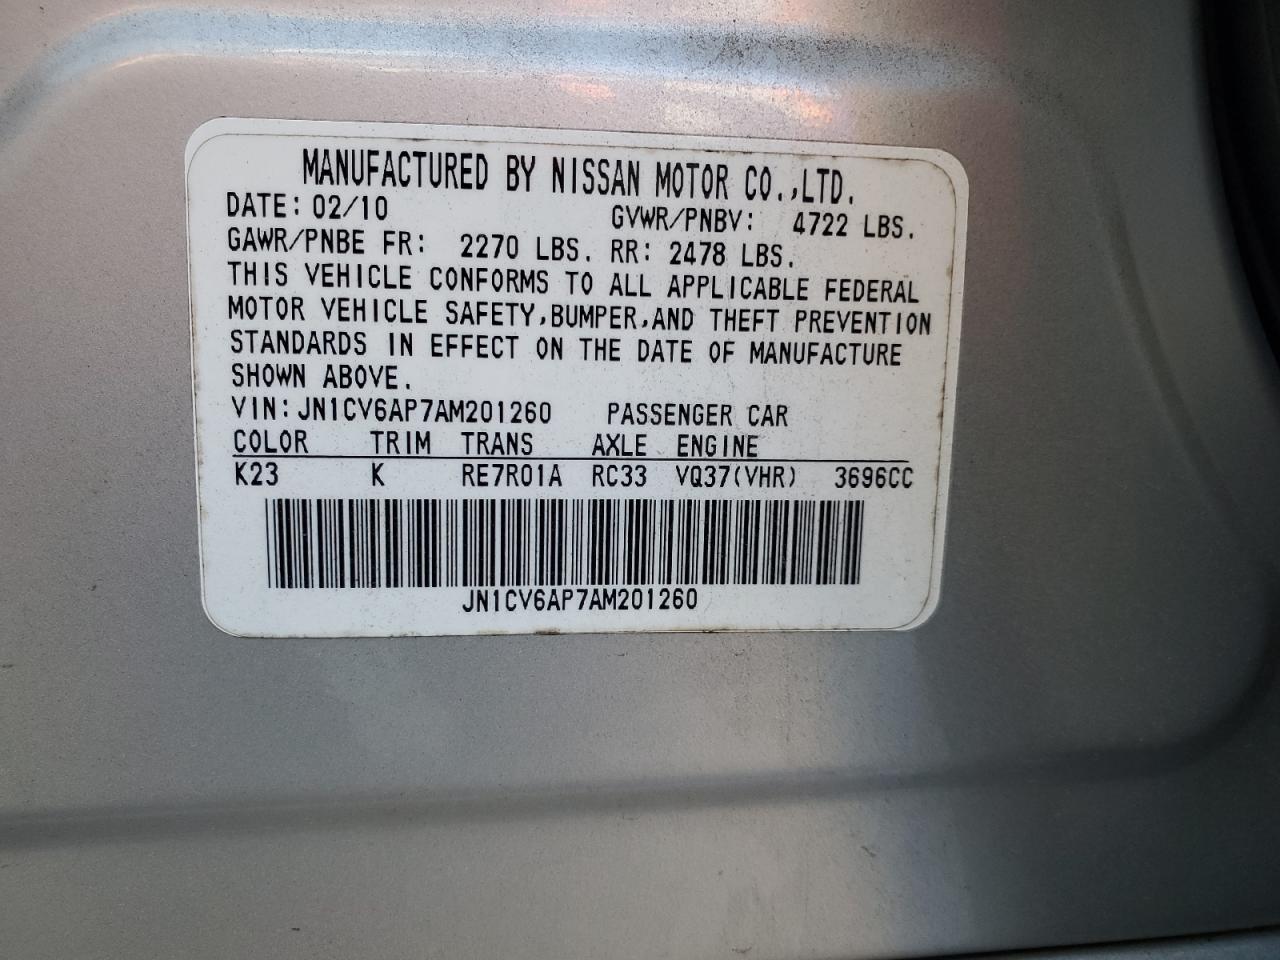 MANUFACTURED BY NISSAN MOTOR CO.,LTD.
DATE: 02/10 GVWR/PNBV: 4722 LBS.
GAWR/PNBE FR: 2270 LBS. RR: 2478 LBS.
THIS VEHICLE CONFORMS TO ALL APPLICABLE FEDERAL
MOTOR VEHICLE SAFETY,BUMPER,AND THEFT PREVENTION
STANDARDS IN EFFECT ON THE DATE OF MANUFACTURE
SHOWN ABOVE.
VIN:JN1CV6AP7AM201260 PASSENGER CAR
COLOR TRIM TRANS AXLE ENGINE
K23 K RE7R01A RC33 VQ37(VHR) 3696CC
JN1CV6AP7AM201260